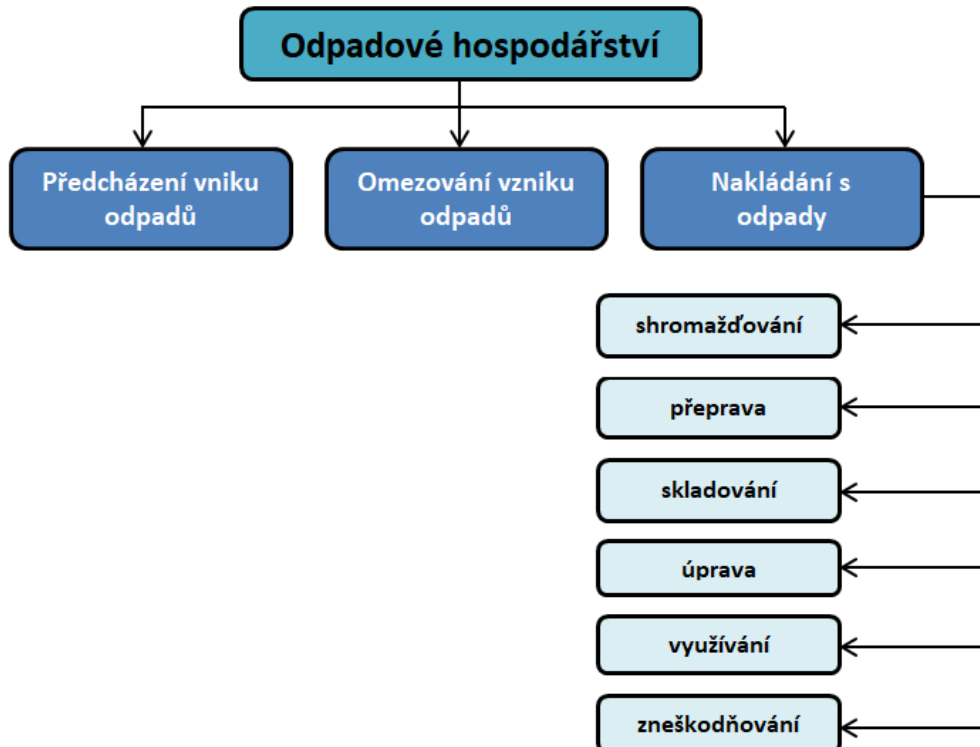 Odpadové hospodářství
Předcházení vniku
odpadů
Omezování vzniku
odpadů
Nakládání s
odpady
shromažďování
přeprava
skladování
úprava
využívání
zneškodňování